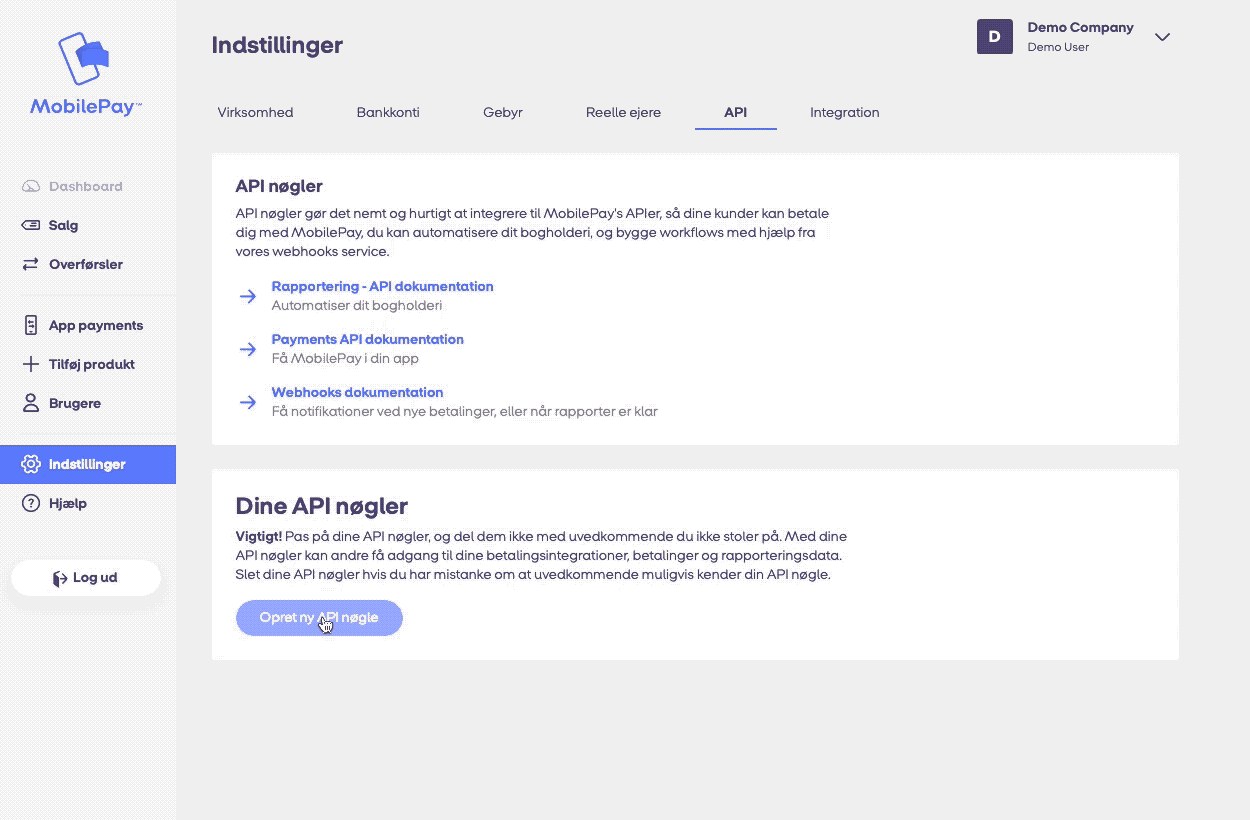 MobilePay™
Dashboard
Salg
Overførsler
App payments
Tilføj produkt
Brugere
Indstillinger
Hjælp
Log ud
Indstillinger
D
Demo Company
Demo User
Virksomhed
Bankkonti
Gebyr
Reelle ejere
API
Integration
API nøgler
API nøgler gør det nemt og hurtigt at integrere til MobilePay's APIer, så dine kunder kan betale
dig med MobilePay, du kan automatisere dit bogholderi, og bygge workflows med hjælp fra
vores webhooks service.
Rapportering - API dokumentation
Automatiser dit bogholderi
Payments API dokumentation
Få MobilePay i din app
Webhooks dokumentation
Få notifikationer ved nye betalinger, eller når rapporter er klar
Dine API nøgler
Vigtigt! Pas på dine API nøgler, og del dem ikke med uvedkommende du ikke stoler på. Med dine
API nøgler kan andre få adgang til dine betalingsintegrationer, betalinger og rapporteringsdata.
Slet dine API nøgler hvis du har mistanke om at uvedkommende muligvis kender din API nøgle.
Opret ny API nøgle